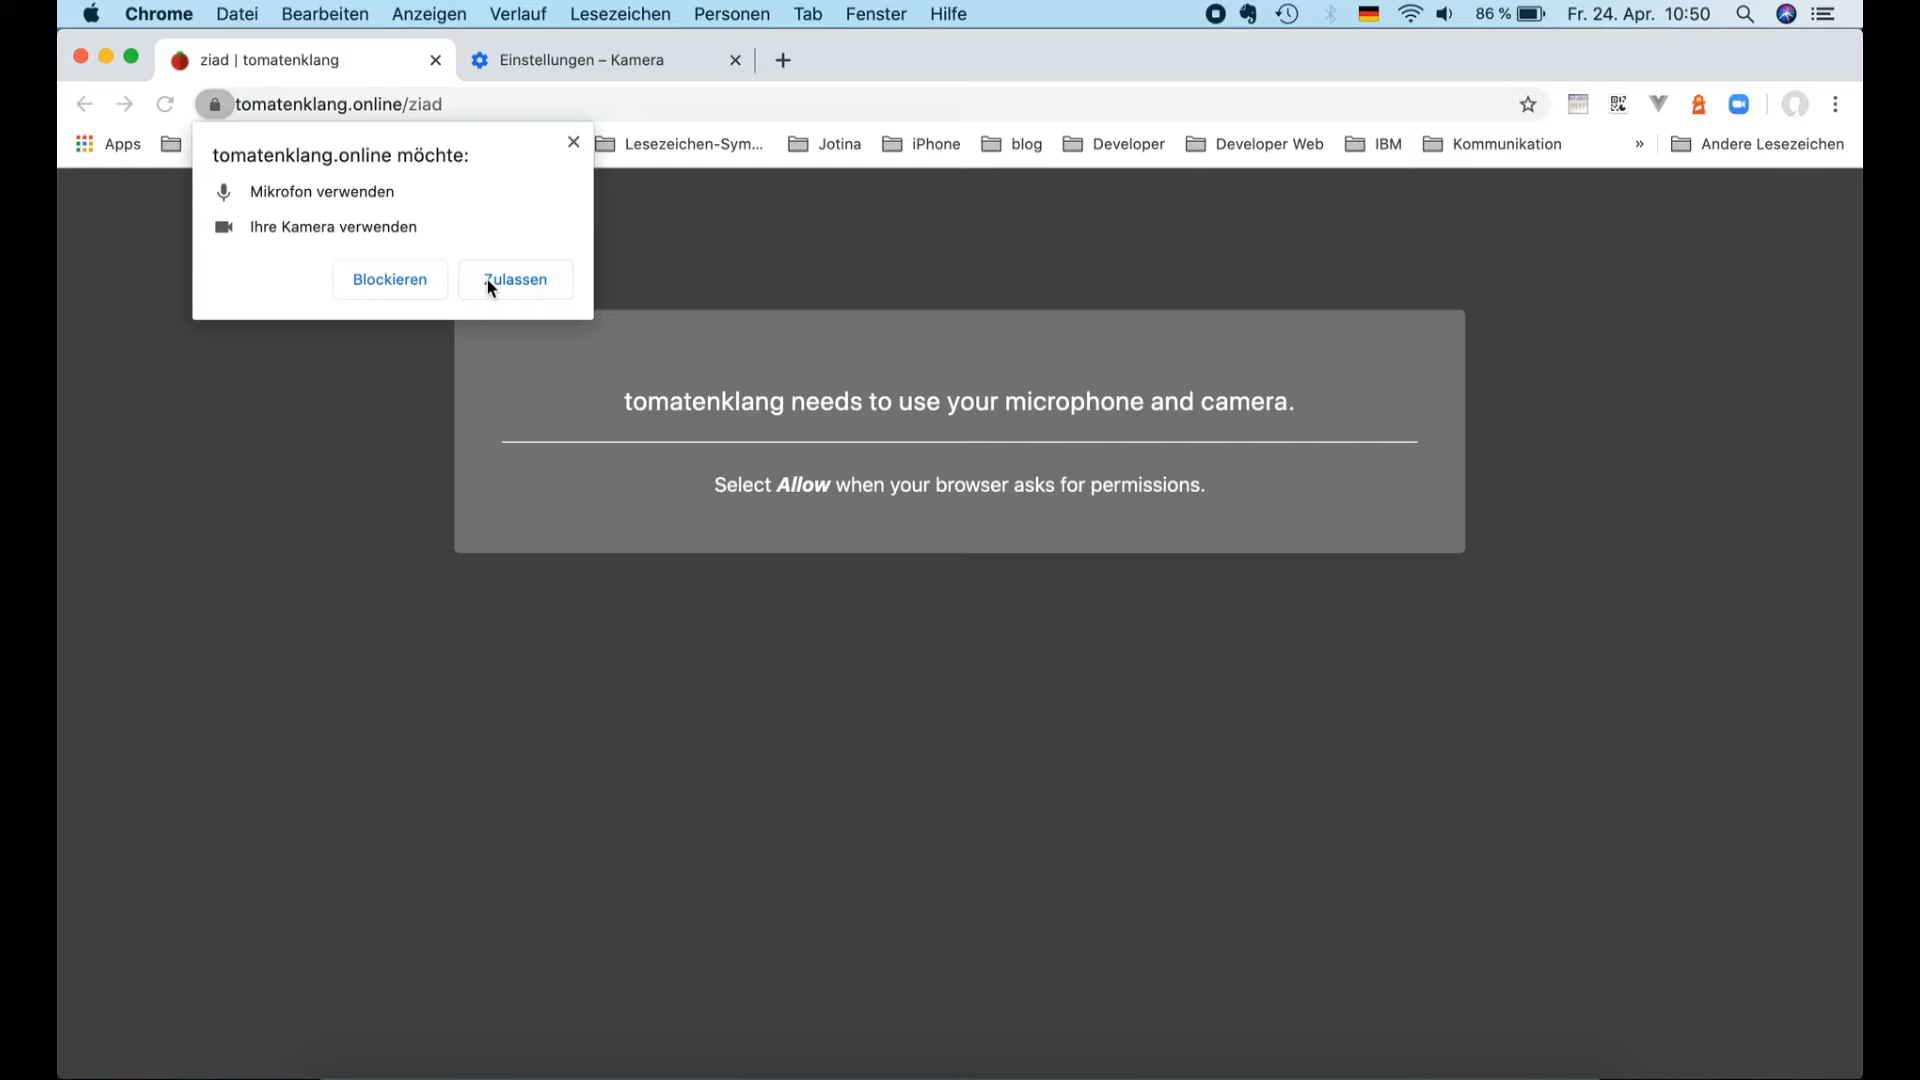 Chrome Datei Bearbeiten Anzeigen Verlauf Lesezeichen Personen Tab Fenster Hilfe 86 % Fr. 24. Apr. 10:50
ziad | tomatenklang Einstellungen – Kamera
tomatenklang.online/ziad
Apps Lesezeichen-Sym... Jotina iPhone blog Developer Developer Web IBM Kommunikation » Andere Lesezeichen
tomatenklang.online möchte:
Mikrofon verwenden
Ihre Kamera verwenden
Blockieren Zulassen
tomatenklang needs to use your microphone and camera.
Select Allow when your browser asks for permissions.